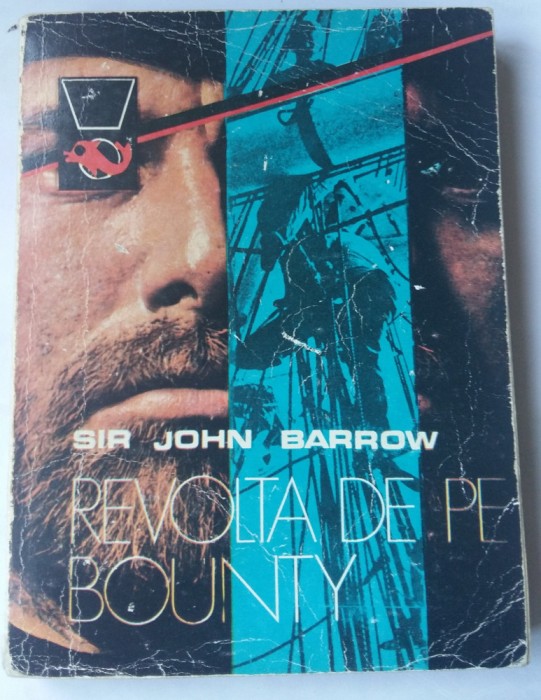 SIR JOHN BARROW
REVOLTA DE PE
BOUNTY